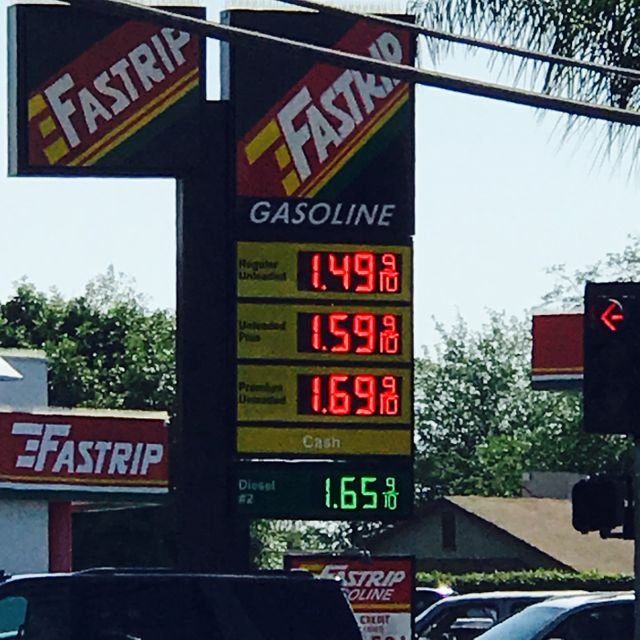 FASTRIP
FASTRIP
GASOLINE
Regular
Unleaded
1.49 9/10
Unleaded
Plus
1.59 9/10
Premium
Unleaded
1.69 9/10
Cash
Diesel
#2
1.65 9/10
FASTRIP
FASTRIP
OLINE
CREDIT